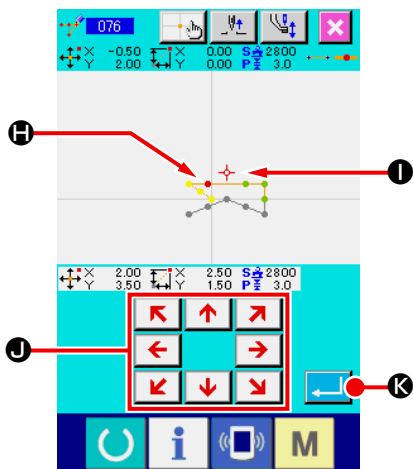 076
X -0.50 X 0.00 S 2800
Y 2.00 Y 0.00 P 3.0
H
I
X 2.00 X 2.50 S 2800
Y 3.50 Y 1.50 P 3.0
J
K
i M